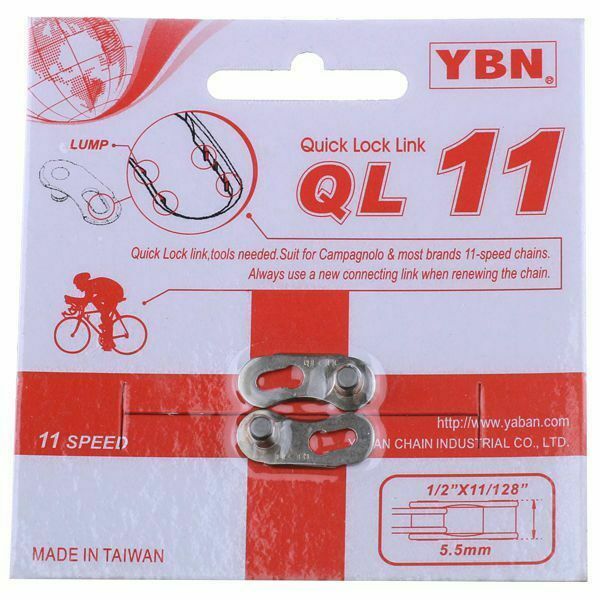 YBN®
LUMP
Quick Lock Link
QL 11
Quick Lock link,tools needed.Suit for Campagnolo & most brands 11-speed chains.
Always use a new connecting link when renewing the chain.
11 SPEED
http://www.yaban.com
AN CHAIN INDUSTRIAL CO., LTD.
1/2"X11/128"
5.5mm
MADE IN TAIWAN